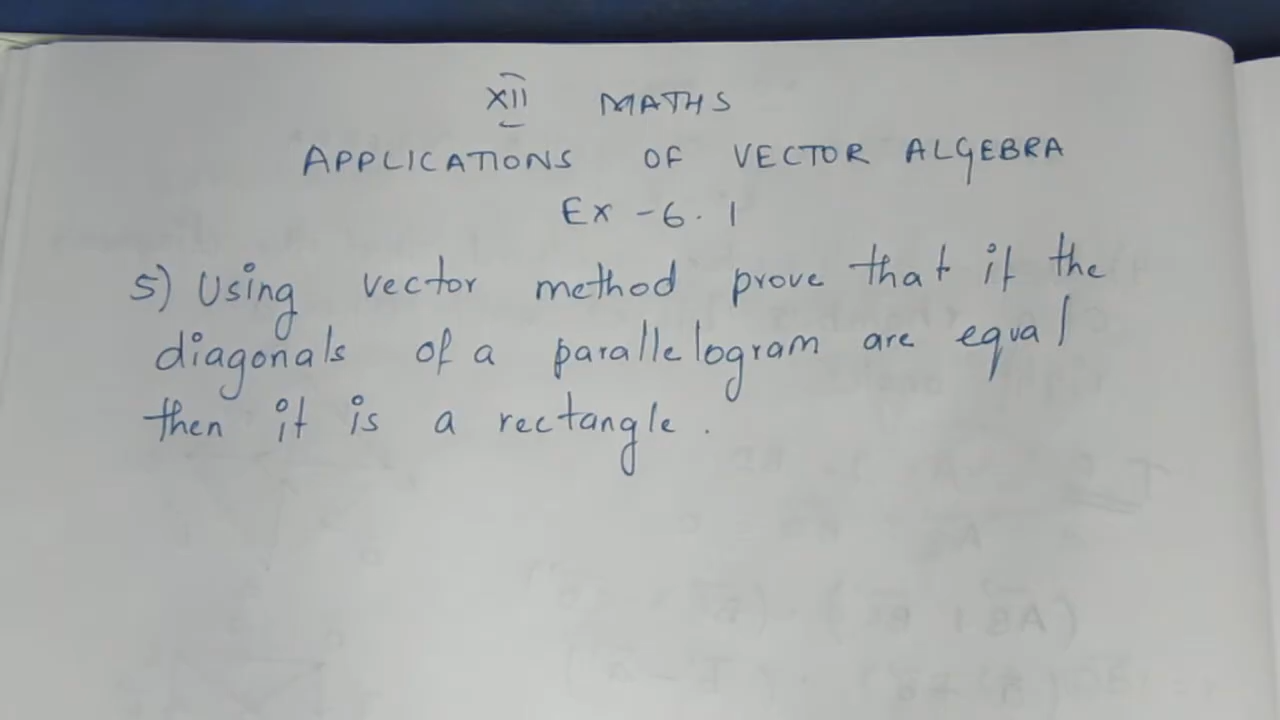 XII MATHS
APPLICATIONS OF VECTOR ALGEBRA
Ex - 6.1
5) Using vector method prove that if the
diagonals of a parallelogram are equal
then it is a rectangle.